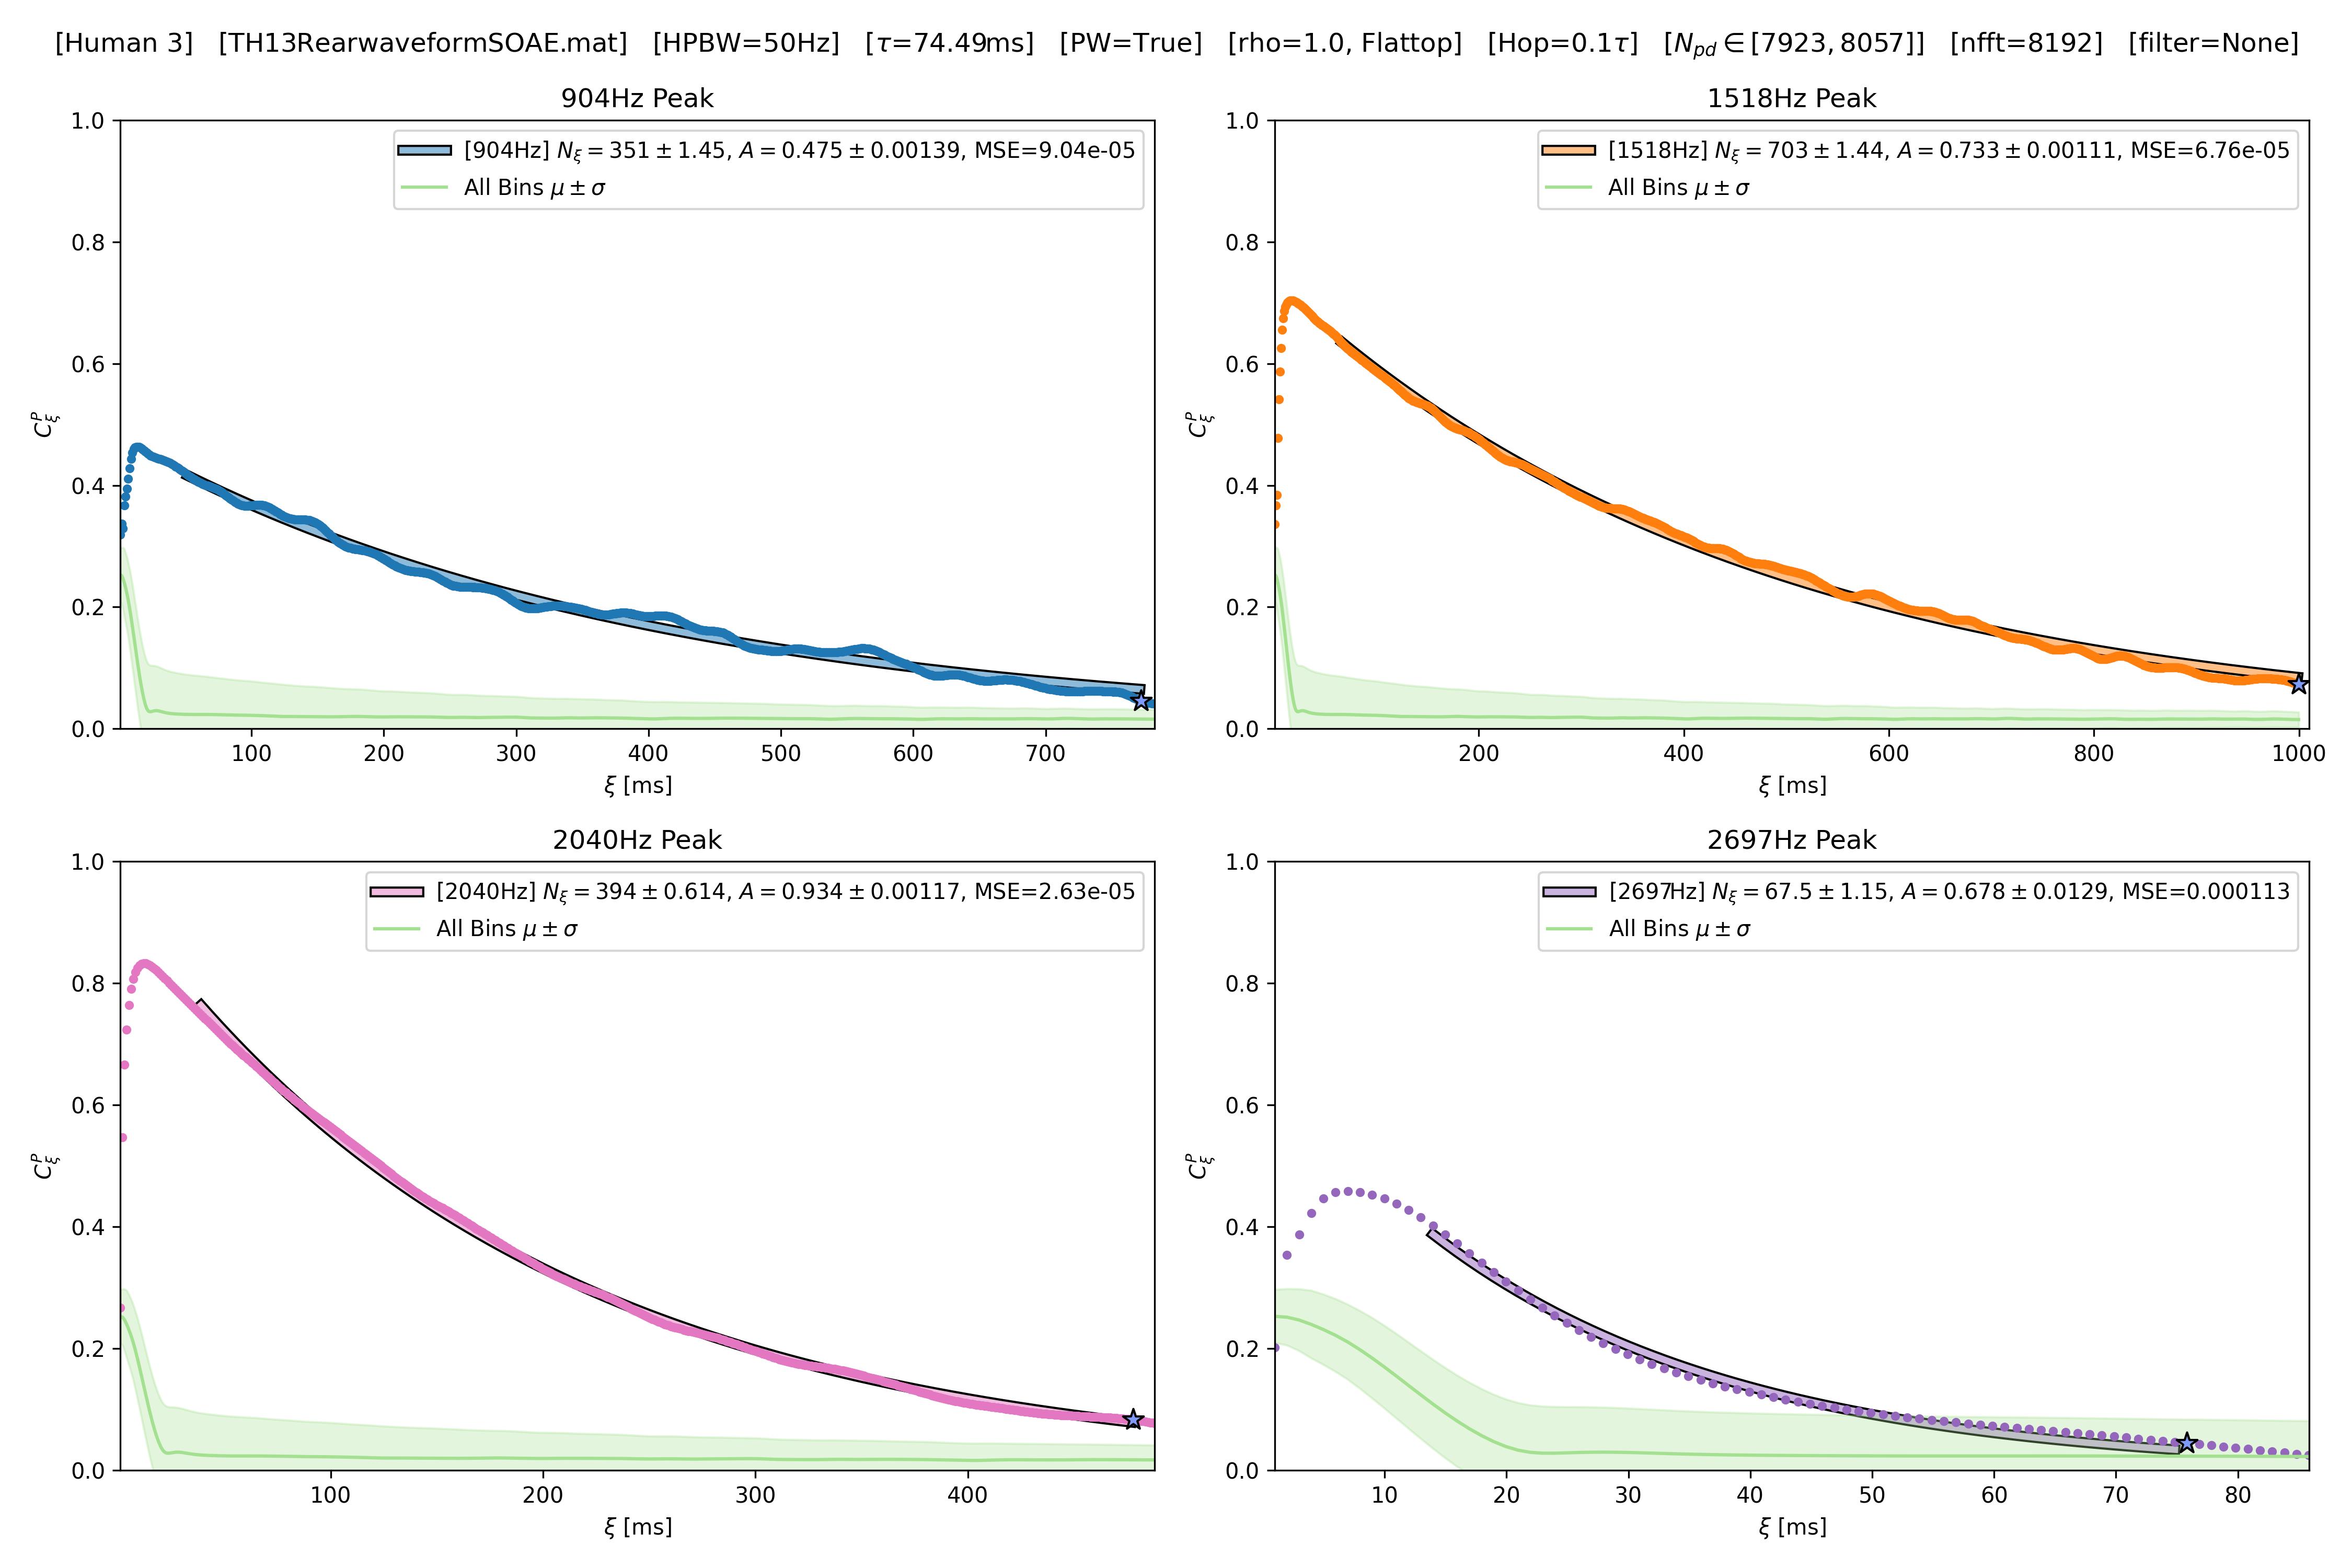 [Human 3] [TH13RearwaveformSOAE.mat] [HPBW=50Hz] [τ=74.49ms] [PW=True] [rho=1.0, Flattop] [Hop=0.1τ] [N_pd ∈ [7923, 8057]] [nfft=8192] [filter=None]
904Hz Peak
[904Hz] N_ξ = 351 ± 1.45, A = 0.475 ± 0.00139, MSE=9.04e-05
All Bins μ ± σ
1.0
0.8
0.6
0.4
0.2
0.0
C_ξ^P
100 200 300 400 500 600 700
ξ [ms]
1518Hz Peak
[1518Hz] N_ξ = 703 ± 1.44, A = 0.733 ± 0.00111, MSE=6.76e-05
All Bins μ ± σ
1.0
0.8
0.6
0.4
0.2
0.0
C_ξ^P
200 400 600 800 1000
ξ [ms]
2040Hz Peak
[2040Hz] N_ξ = 394 ± 0.614, A = 0.934 ± 0.00117, MSE=2.63e-05
All Bins μ ± σ
1.0
0.8
0.6
0.4
0.2
0.0
C_ξ^P
100 200 300 400
ξ [ms]
2697Hz Peak
[2697Hz] N_ξ = 67.5 ± 1.15, A = 0.678 ± 0.0129, MSE=0.000113
All Bins μ ± σ
1.0
0.8
0.6
0.4
0.2
0.0
C_ξ^P
10 20 30 40 50 60 70 80
ξ [ms]